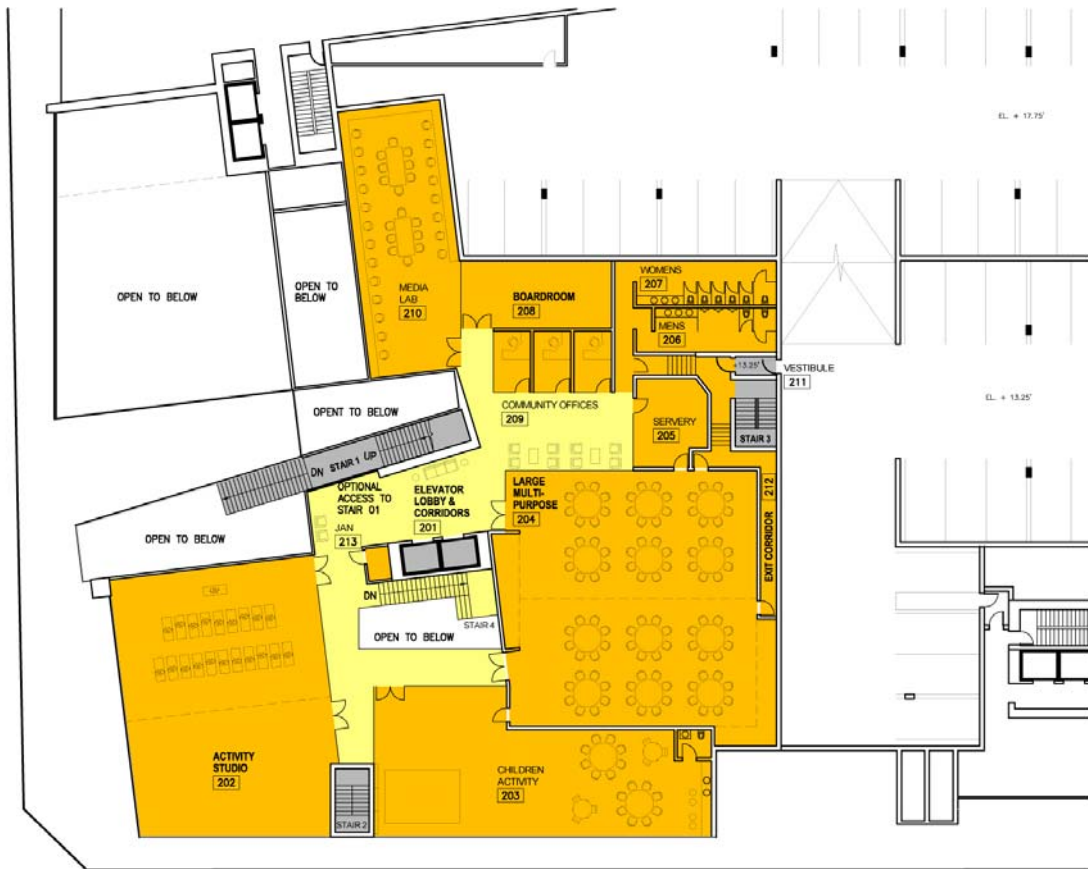 EL. + 17.75'
OPEN TO BELOW
OPEN TO
BELOW
MEDIA
LAB
210
BOARDROOM
208
WOMENS
207
MENS
206
+13.25'
VESTIBULE
211
EL. + 13.25'
OPENT TO BELOW
COMMUNITY OFFICES
209
SERVERY
205
STAIR 3
DN STAIR 1 UP
OPTIONAL
ACCESS TO
STAIR 01
ELEVATOR
LOBBY &
CORRIDORS
201
LARGE
MULTI-
PURPOSE
204
EXIT CORRIDOR 212
OPEN TO BELOW
JAN
213
DN
STAIR 4
OPEN TO BELOW
ACTIVITY
STUDIO
202
CHILDREN
ACTIVITY
203
STAIR 2